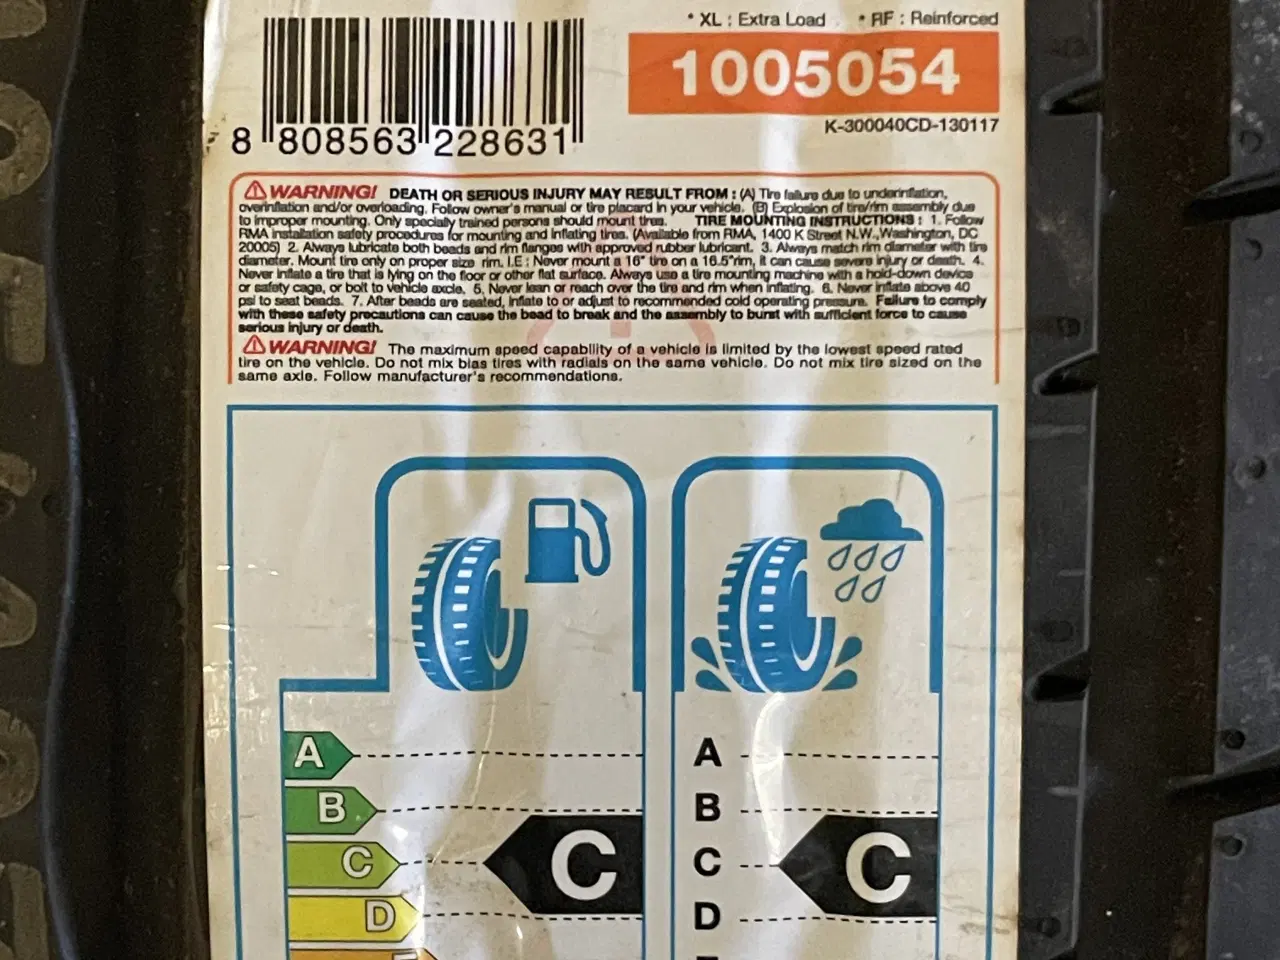 * XL : Extra Load * RF : Reinforced
1005054
K-300040CD-130117
8 808563 228631
WARNING! DEATH OR SERIOUS INJURY MAY RESULT FROM : (A) Tire failure due to underinflation,
overinflation and/or overloading. Follow owner's manual or tire placard in your vehicle. (B) Explosion of tire/rim assembly due
to improper mounting. Only specially trained persons should mount tires. TIRE MOUNTING INSTRUCTIONS : 1. Follow
RMA installation safety procedures for mounting and inflating tires. (Available from RMA, 1400 K Street N.W.,Washington, DC
20005) 2. Always lubricate both beads and rim flanges with approved rubber lubricant. 3. Always match rim diameter with tire
diameter. Mount tire only on proper size rim. I.E : Never mount a 16" tire on a 16.5"rim, it can cause severe injury or death. 4.
Never inflate a tire that is lying on the floor or other flat surface. Always use a tire mounting machine with a hold-down device
or safety cage, or bolt to vehicle axcle. 5. Never lean or reach over the tire and rim when inflating. 6. Never inflate above 40
psi to seat beads. 7. After beads are seated, inflate to or adjust to recommended cold operating pressure. Failure to comply
with these safety precautions can cause the bead to break and the assembly to burst with sufficient force to cause
serious injury or death.
WARNING! The maximum speed capability of a vehicle is limited by the lowest speed rated
tire on the vehicle. Do not mix bias tires with radials on the same vehicle. Do not mix tire sized on the
same axle. Follow manufacturer's recommendations.
A A
B B
C C C C
D D